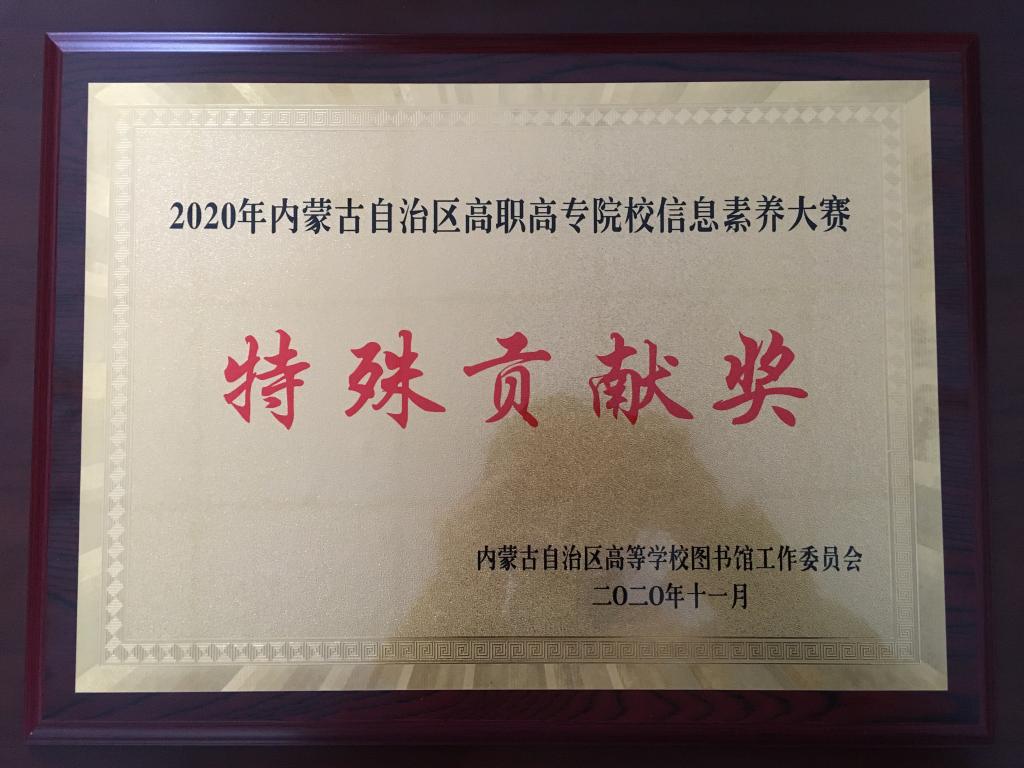 2020年内蒙古自治区高职高专院校信息素养大赛
特殊贡献奖
内蒙古自治区高等学校图书馆工作委员会
二〇二〇年十一月